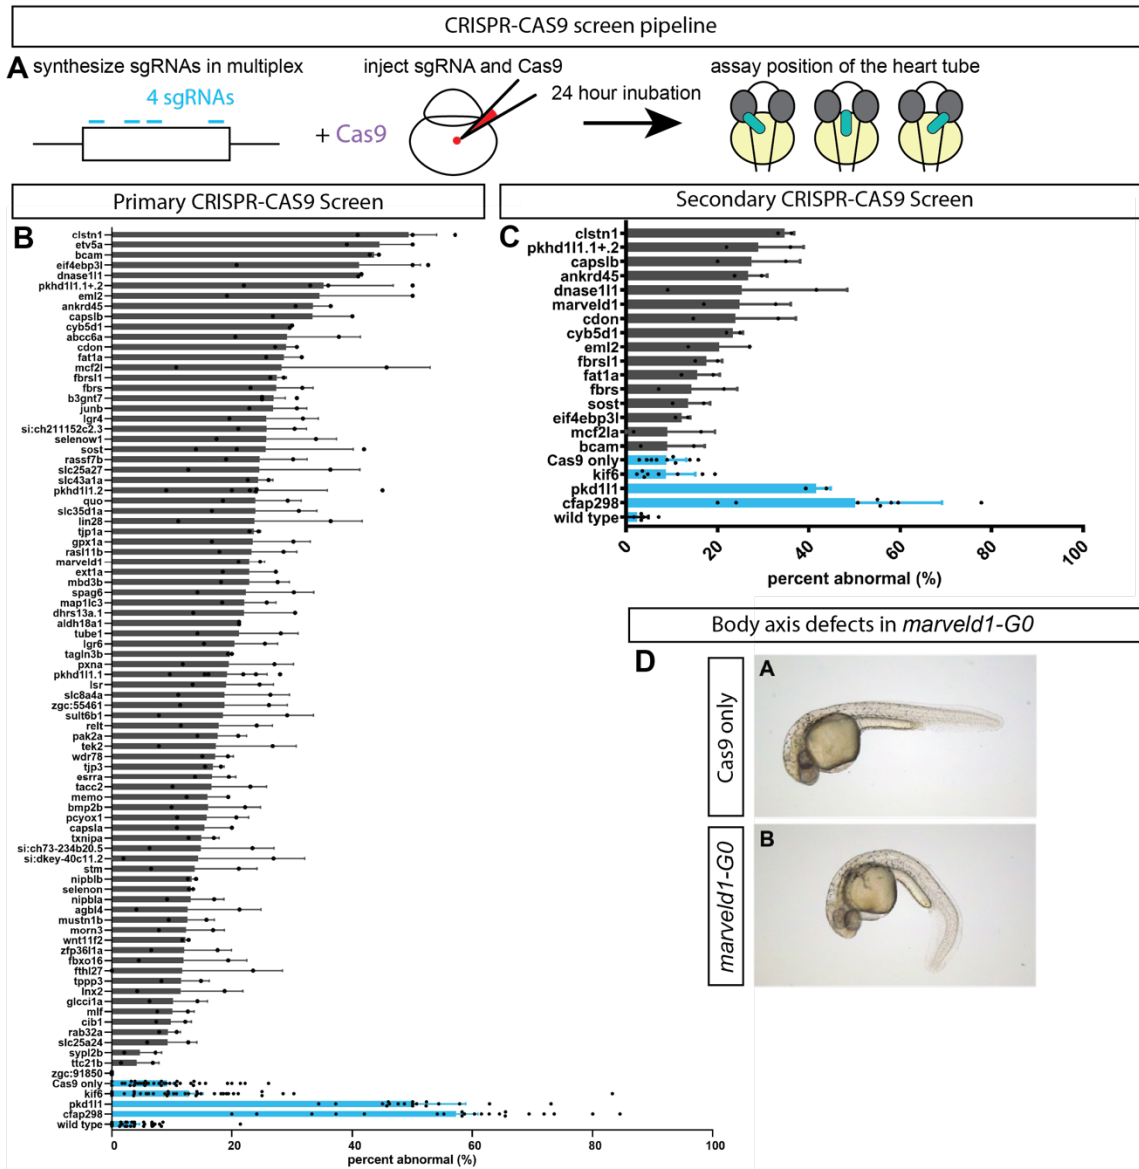 CRISPR-CAS9 screen pipeline
A
synthesize sgRNAs in multiplex
4 sgRNAs
+ Cas9
inject sgRNA and Cas9
24 hour inubation
assay position of the heart tube
Primary CRISPR-CAS9 Screen
B
clstn1
etv5a
bcam
eif4ebp3l
dnase1l1
pkhd1l1.1+.2
eml2
ankrd45
capslb
cyb5d1
abcc6a
cdon
fat1a
mcf2l
fbrsl1
fbrs
b3gnt7
junb
lgr4
si:ch211152c2.3
selenow1
sost
rassf7b
slc25a27
slc43a1a
pkhd1l1.2
quo
slc35d1a
lin28
tjp1a
gpx1a
rasl11b
marveld1
ext1a
mbd3b
spag6
map1lc3
dhrs13a.1
aldh18a1
tube1
lgr6
tagln3b
pxna
pkhd1l1.1
lsr
slc8a4a
zgc:55461
sult6b1
relt
pak2a
tek2
wdr78
tjp3
esrra
tacc2
memo
bmp2b
pcyox1
capsla
txnipa
si:ch73-234b20.5
si:dkey-40c11.2
stm
nipblb
selenon
nipbla
agbl4
mustn1b
morn3
wnt11f2
zfp36l1a
fbxo16
fthl27
tppp3
lnx2
glcci1a
mlf
cib1
rab32a
slc25a24
sypl2b
ttc21b
zgc:91850
Cas9 only
kif6
pkd1l1
cfap298
wild type
0 20 40 60 80 100
percent abnormal (%)
Secondary CRISPR-CAS9 Screen
C
clstn1
pkhd1l1.1+.2
capslb
ankrd45
dnase1l1
marveld1
cdon
cyb5d1
eml2
fbrsl1
fat1a
fbrs
sost
eif4ebp3l
mcf2la
bcam
Cas9 only
kif6
pkd1l1
cfap298
wild type
0 20 40 60 80 100
percent abnormal (%)
Body axis defects in marveld1-G0
D
Cas9 only
A
marveld1-G0
B